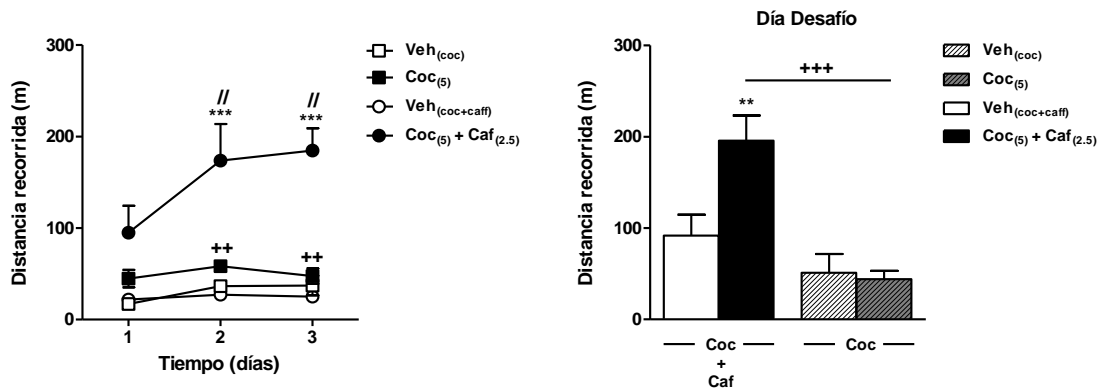 300
200
100
0
Distancia recorrida (m)
//
***
//
***
++
++
1 2 3
Tiempo (días)
Veh(coc)
Coc(5)
Veh(coc+caff)
Coc(5) + Caf(2.5)
Día Desafío
300
200
100
0
Distancia recorrida (m)
+++
**
Coc
+
Caf
Coc
Veh(coc)
Coc(5)
Veh(coc+caff)
Coc(5) + Caf(2.5)